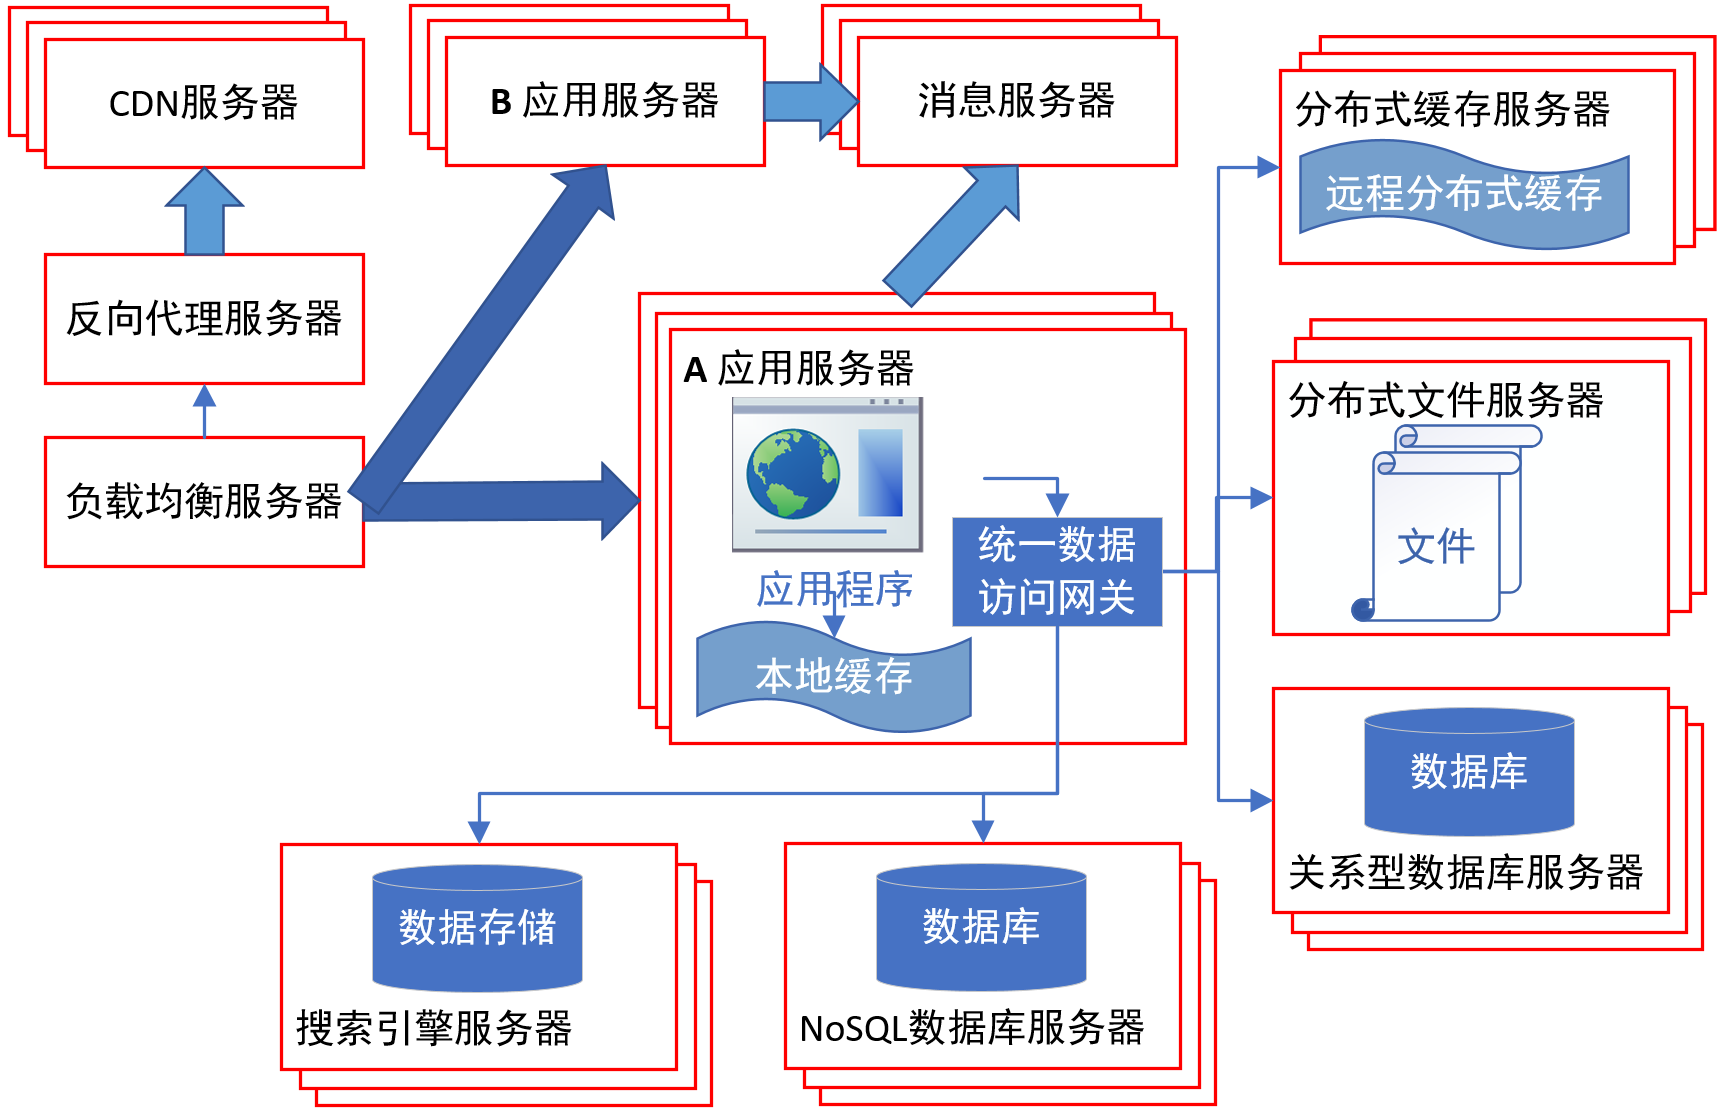 CDN服务器
B 应用服务器
消息服务器
分布式缓存服务器
远程分布式缓存
反向代理服务器
A 应用服务器
分布式文件服务器
文件
负载均衡服务器
统一数据
访问网关
应用程序
本地缓存
数据库
关系型数据库服务器
数据存储
搜索引擎服务器
数据库
NoSQL数据库服务器